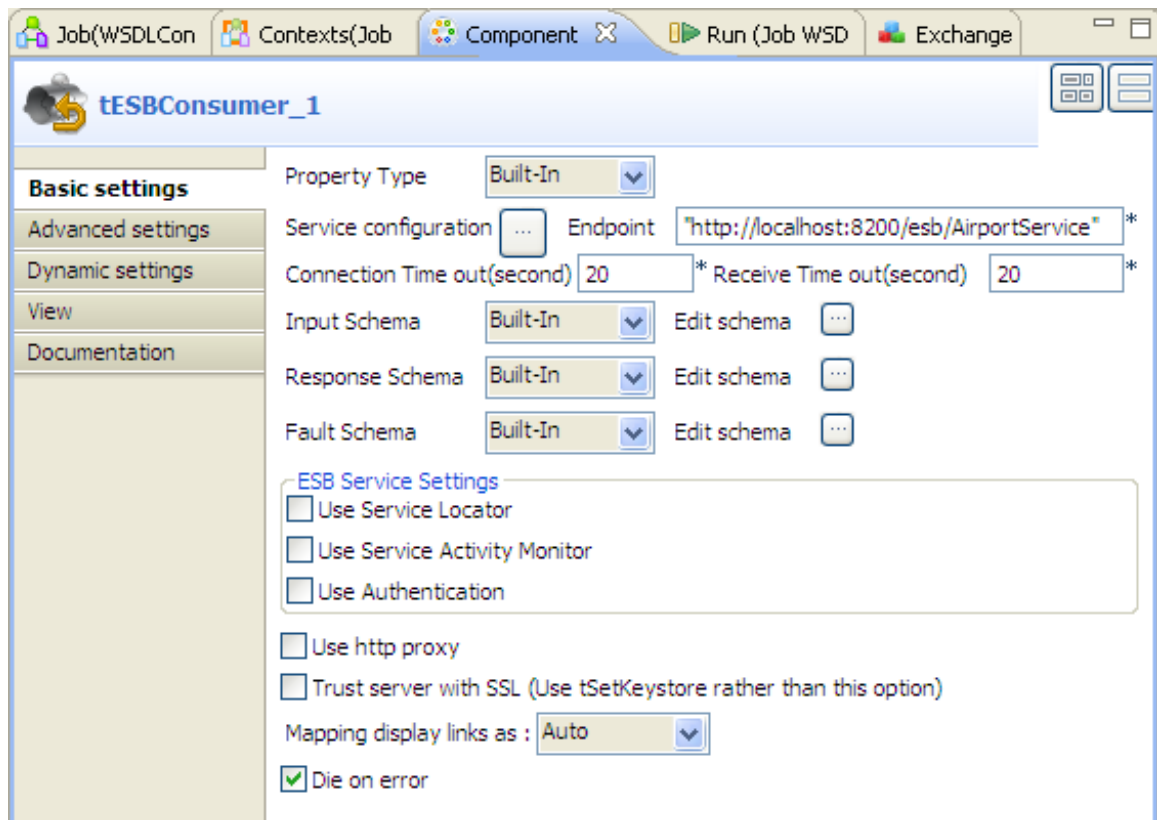 Job(WSDLCon Contexts(Job Component Run (Job WSD Exchange
tESBConsumer_1
Basic settings
Advanced settings
Dynamic settings
View
Documentation
Property Type Built-In
Service configuration ... Endpoint "http://localhost:8200/esb/AirportService" *
Connection Time out(second) 20 * Receive Time out(second) 20 *
Input Schema Built-In Edit schema ...
Response Schema Built-In Edit schema ...
Fault Schema Built-In Edit schema ...
ESB Service Settings
Use Service Locator
Use Service Activity Monitor
Use Authentication
Use http proxy
Trust server with SSL (Use tSetKeystore rather than this option)
Mapping display links as : Auto
Die on error